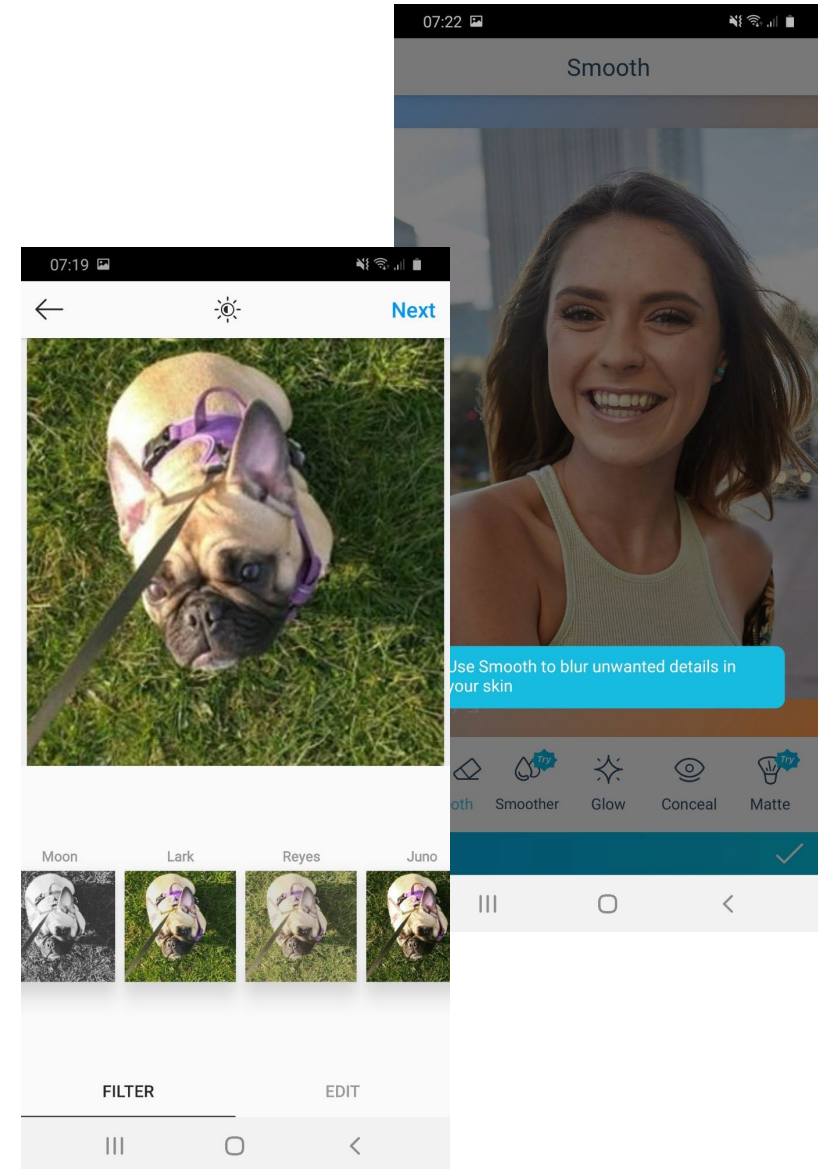 07:22
Smooth
Use Smooth to blur unwanted details in
your skin
Try
Try
oth Smoother Glow Conceal Matte
07:19
Next
Moon Lark Reyes Juno
FILTER EDIT